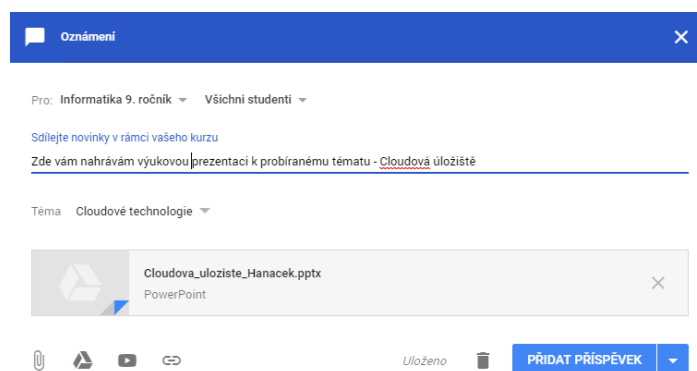 Oznámení
Pro: Informatika 9. ročník Všichni studenti
Sdílejte novinky v rámci vašeho kurzu
Zde vám nahrávám výukovou prezentaci k probíranému tématu - Cloudová úložiště
Téma Cloudové technologie
Cloudova_uloziste_Hanacek.pptx
PowerPoint
Uloženo PŘIDAT PŘÍSPĚVEK